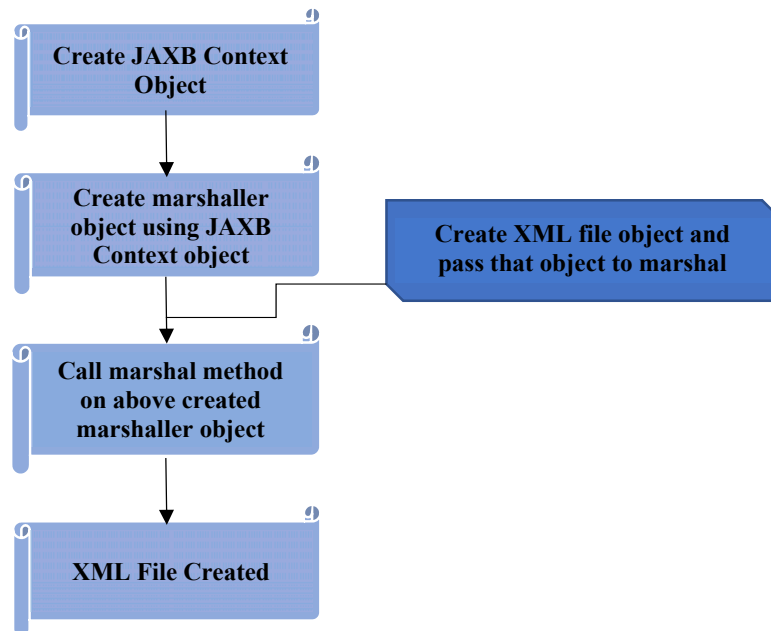 Create JAXB Context
Object
Create marshaller
object using JAXB
Context object
Create XML file object and
pass that object to marshal
Call marshal method
on above created
marshaller object
XML File Created